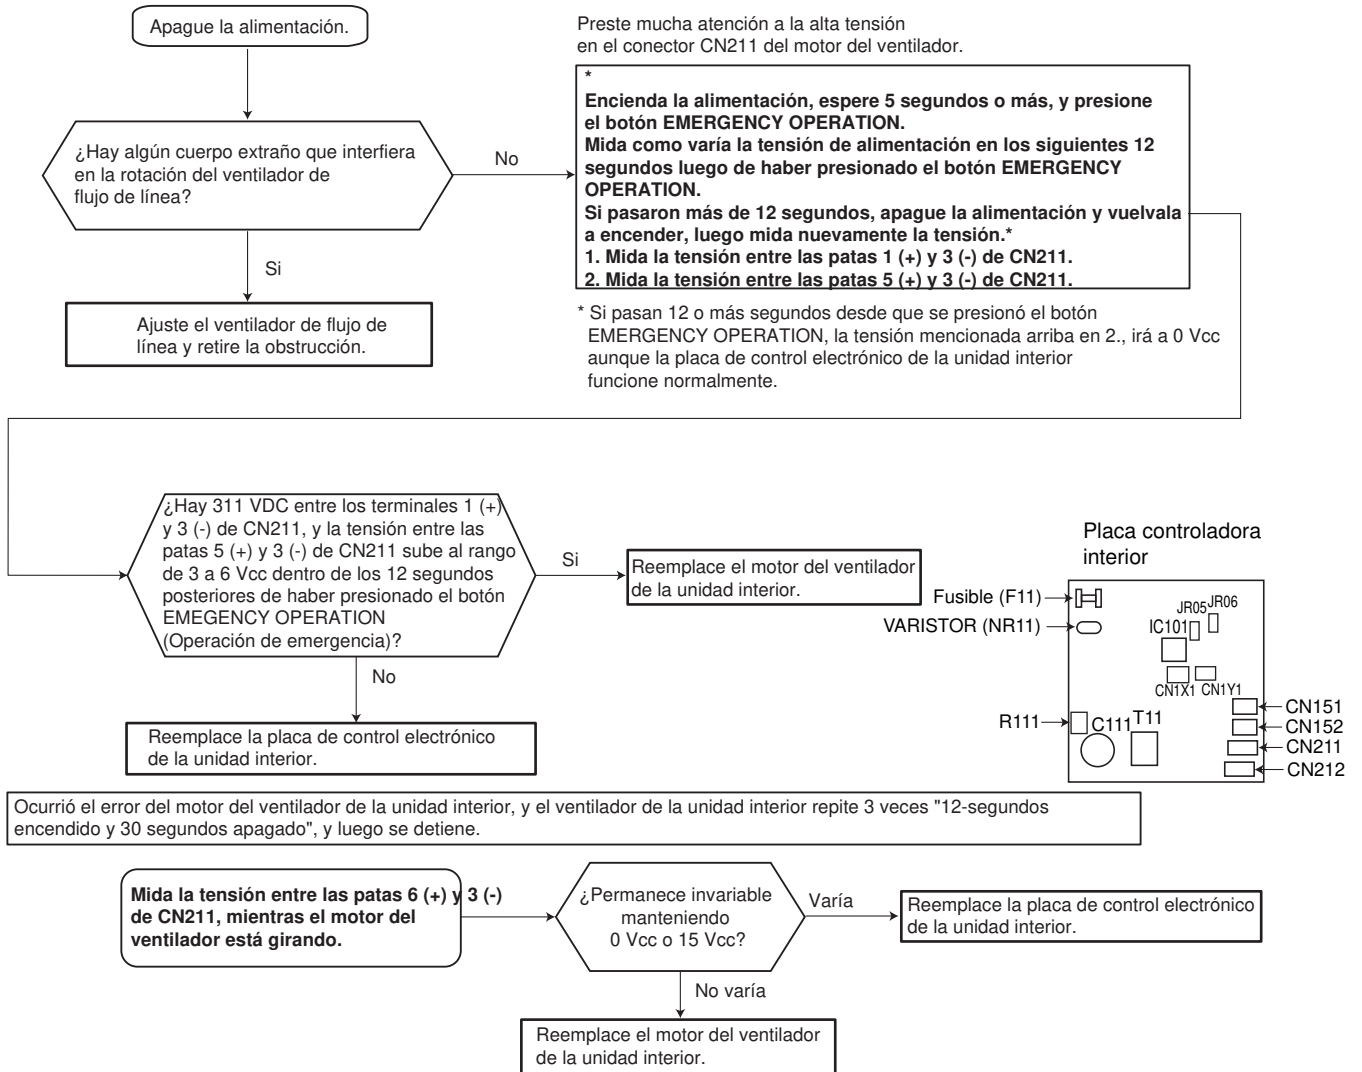 Apague la alimentación.
Preste mucha atención a la alta tensión
en el conector CN211 del motor del ventilador.
*
Encienda la alimentación, espere 5 segundos o más, y presione
el botón EMERGENCY OPERATION.
Mida como varía la tensión de alimentación en los siguientes 12
segundos luego de haber presionado el botón EMERGENCY
OPERATION.
Si pasaron más de 12 segundos, apague la alimentación y vuelvala
a encender, luego mida nuevamente la tensión.*
1. Mida la tensión entre las patas 1 (+) y 3 (-) de CN211.
2. Mida la tensión entre las patas 5 (+) y 3 (-) de CN211.
¿Hay algún cuerpo extraño que interfiera
en la rotación del ventilador de
flujo de línea?
No
Si
Ajuste el ventilador de flujo de
línea y retire la obstrucción.
* Si pasan 12 o más segundos desde que se presionó el botón
EMERGENCY OPERATION, la tensión mencionada arriba en 2., irá a 0 Vcc
aunque la placa de control electrónico de la unidad interior
funcione normalmente.
¿Hay 311 VDC entre los terminales 1 (+)
y 3 (-) de CN211, y la tensión entre las
patas 5 (+) y 3 (-) de CN211 sube al rango
de 3 a 6 Vcc dentro de los 12 segundos
posteriores de haber presionado el botón
EMEGENCY OPERATION
(Operación de emergencia)?
Si
Reemplace el motor del ventilador
de la unidad interior.
No
Reemplace la placa de control electrónico
de la unidad interior.
Placa controladora
interior
Fusible (F11)
VARISTOR (NR11)
JR05 JR06
IC101
CN1X1 CN1Y1
R111
C111 T11
CN151
CN152
CN211
CN212
Ocurrió el error del motor del ventilador de la unidad interior, y el ventilador de la unidad interior repite 3 veces "12-segundos
encendido y 30 segundos apagado", y luego se detiene.
Mida la tensión entre las patas 6 (+) y 3 (-)
de CN211, mientras el motor del
ventilador está girando.
¿Permanece invariable
manteniendo
0 Vcc o 15 Vcc?
Varía
Reemplace la placa de control electrónico
de la unidad interior.
No varía
Reemplace el motor del ventilador
de la unidad interior.